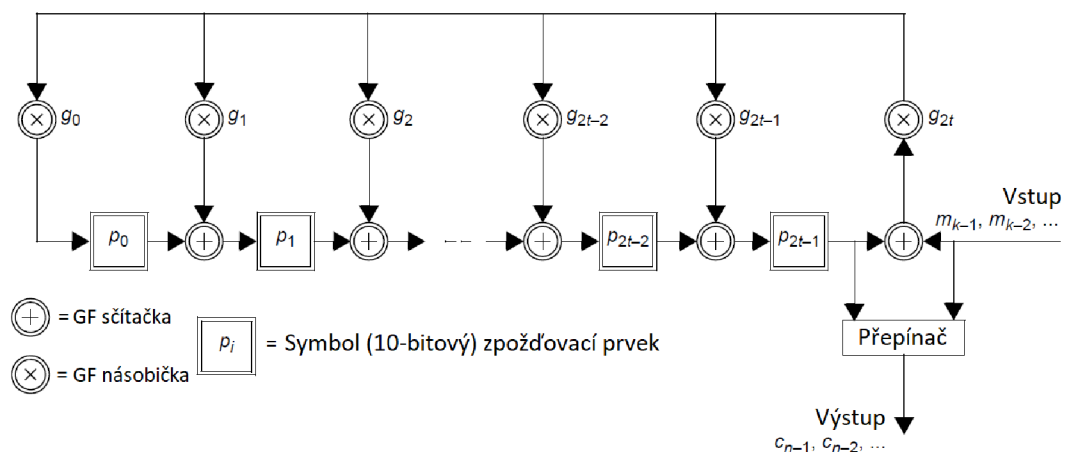 g0 g1 g2 g2t–2 g2t–1 g2t
Vstup
mk–1, mk–2, ...
p0 p1 p2t–2 p2t–1
= GF sčítačka
pi = Symbol (10-bitový) zpožďovací prvek
= GF násobička
Přepínač
Výstup
cn–1, cn–2, ...